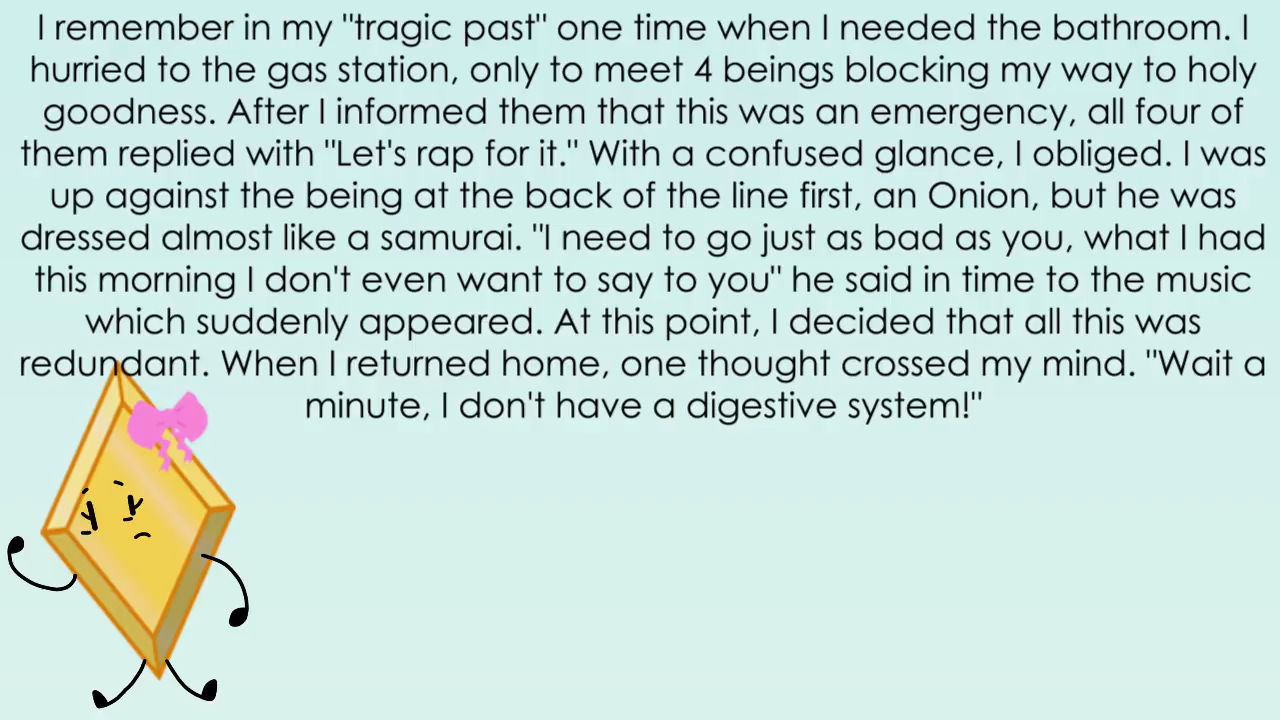 I remember in my "tragic past" one time when I needed the bathroom. I
hurried to the gas station, only to meet 4 beings blocking my way to holy
goodness. After I informed them that this was an emergency, all four of
them replied with "Let's rap for it." With a confused glance, I obliged. I was
up against the being at the back of the line first, an Onion, but he was
dressed almost like a samurai. "I need to go just as bad as you, what I had
this morning I don't even want to say to you" he said in time to the music
which suddenly appeared. At this point, I decided that all this was
redundant. When I returned home, one thought crossed my mind. "Wait a
minute, I don't have a digestive system!"